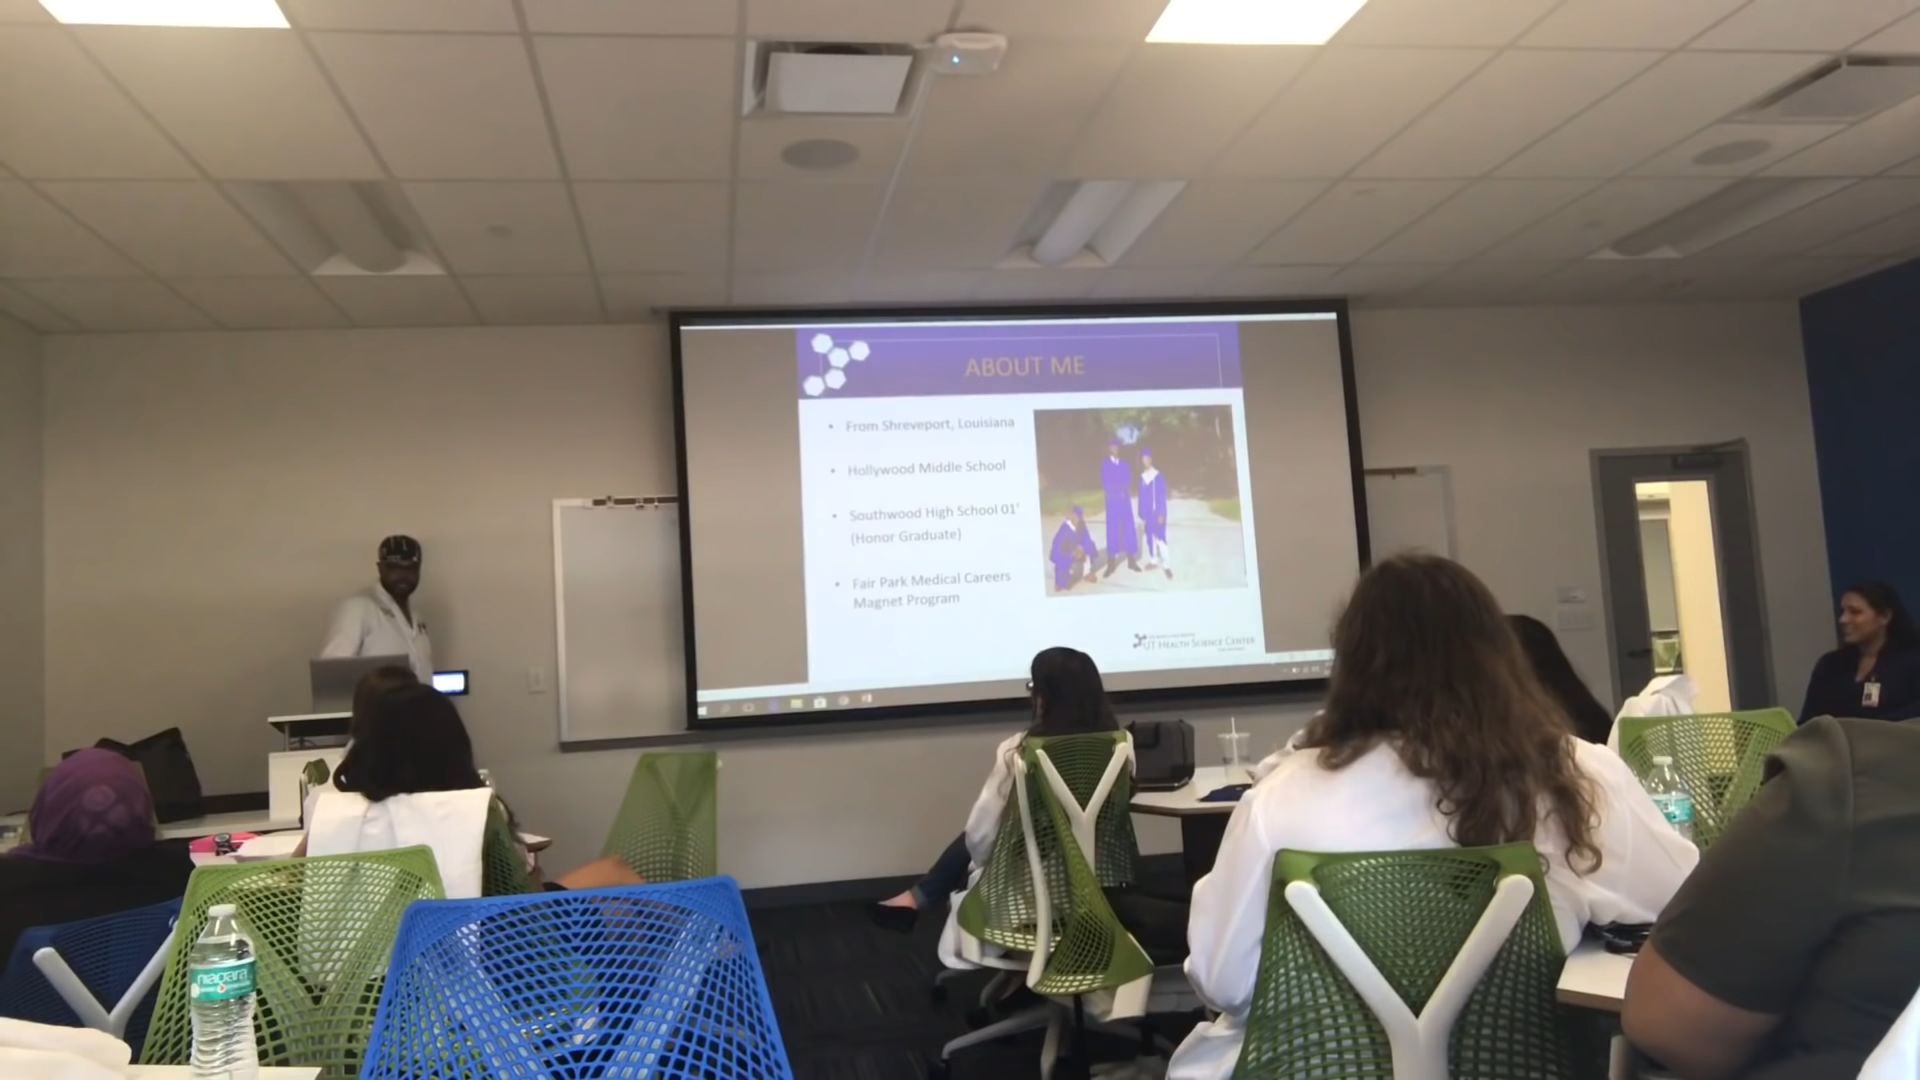 ABOUT ME
• From Shreveport, Louisiana
• Hollywood Middle School
• Southwood High School 01'
(Honor Graduate)
• Fair Park Medical Careers
Magnet Program
UT HEALTH SCIENCE CENTER
niagara